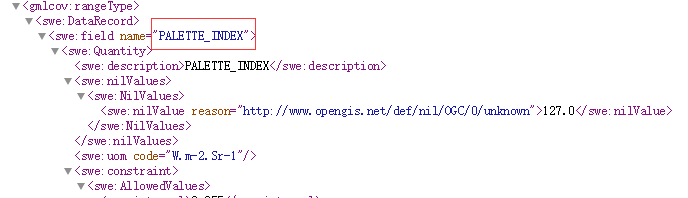 <gmlcov:rangeType>
<swe:DataRecord>
<swe:field name="PALETTE_INDEX">
<swe:Quantity>
<swe:description>PALETTE_INDEX</swe:description>
<swe:nilValues>
<swe:NilValues>
<swe:nilValue reason="http://www.opengis.net/def/nil/OGC/0/unknown">127.0</swe:nilValue>
</swe:NilValues>
</swe:nilValues>
<swe:uom code="W.m-2.Sr-1"/>
<swe:constraint>
<swe:AllowedValues>